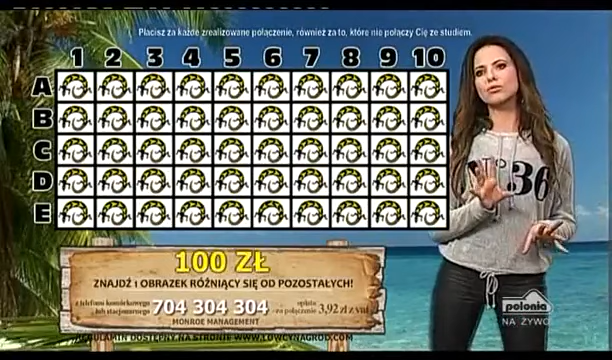 Płacisz za każde zrealizowane połączenie, również za to, które nie połączy Cię ze studiem.
1 2 3 4 5 6 7 8 9 10
A
B
C
D
E
Nº36
100 ZŁ
ZNAJDŹ 1 OBRAZEK RÓŻNIĄCY SIĘ OD POZOSTAŁYCH!
z telefonu komórkowego
lub stacjonarnego
704 304 304
opłata
za połączenie 3,92 zł z vat
MONROE MANAGEMENT
polonia
NA ŻYWO
REGULAMIN DOSTĘPNY NA STRONIE WWW.LOWCYNAGROD.COM